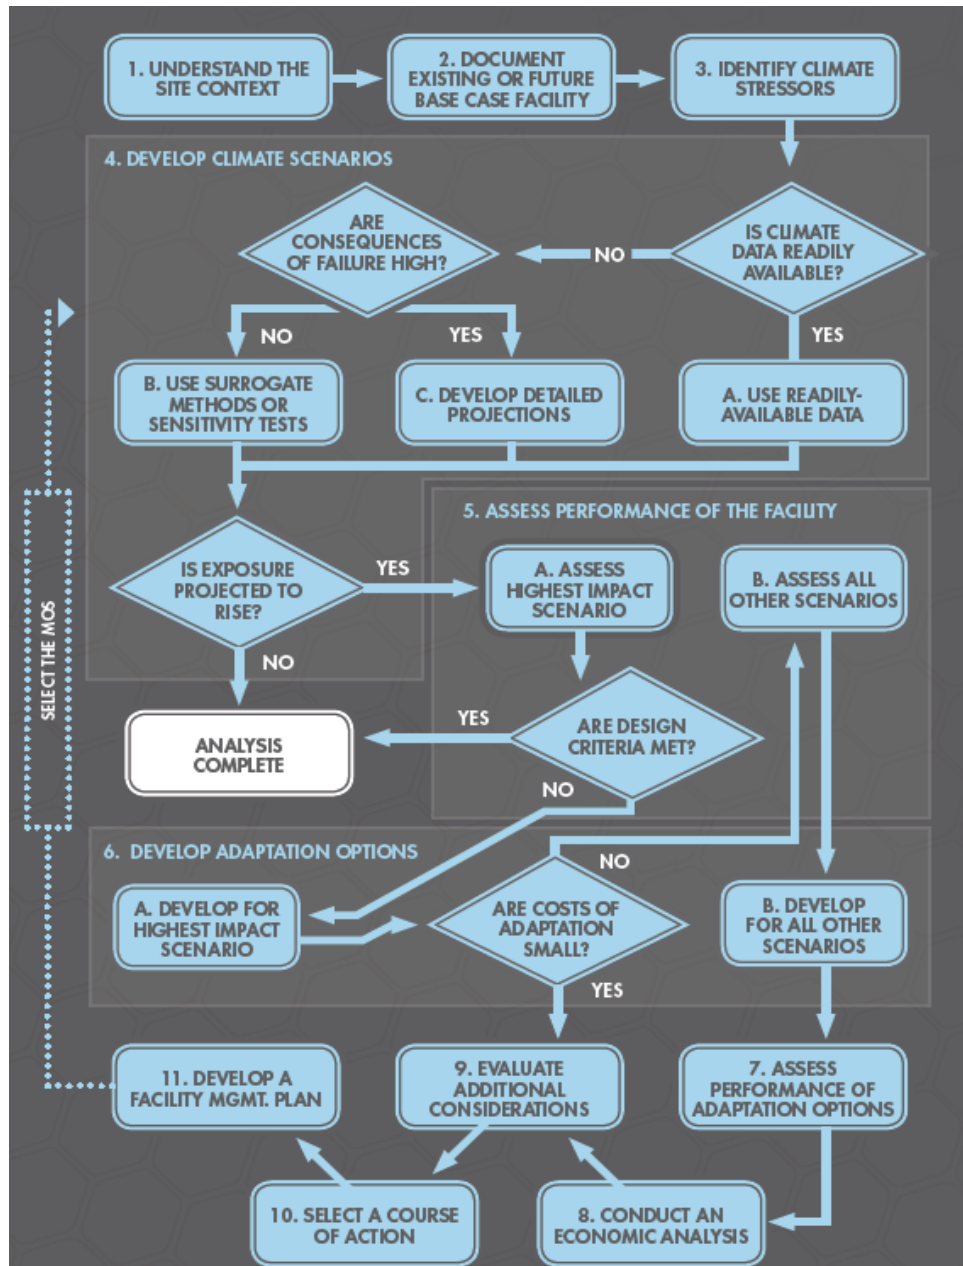 1. UNDERSTAND THE
SITE CONTEXT
2. DOCUMENT
EXISTING OR FUTURE
BASE CASE FACILITY
3. IDENTIFY CLIMATE
STRESSORS
4. DEVELOP CLIMATE SCENARIOS
ARE
CONSEQUENCES
OF FAILURE HIGH?
NO
IS CLIMATE
DATA READILY
AVAILABLE?
NO
YES
YES
B. USE SURROGATE
METHODS OR
SENSITIVITY TESTS
C. DEVELOP DETAILED
PROJECTIONS
A. USE READILY-
AVAILABLE DATA
5. ASSESS PERFORMANCE OF THE FACILITY
IS EXPOSURE
PROJECTED TO
RISE?
YES
A. ASSESS
HIGHEST IMPACT
SCENARIO
B. ASSESS ALL
OTHER SCENARIOS
SELECT THE MOS
NO
ANALYSIS
COMPLETE
YES
ARE DESIGN
CRITERIA MET?
NO
6. DEVELOP ADAPTATION OPTIONS
NO
A. DEVELOP FOR
HIGHEST IMPACT
SCENARIO
ARE COSTS OF
ADAPTATION
SMALL?
B. DEVELOP
FOR ALL OTHER
SCENARIOS
YES
11. DEVELOP A
FACILITY MGMT. PLAN
9. EVALUATE
ADDITIONAL
CONSIDERATIONS
7. ASSESS
PERFORMANCE OF
ADAPTATION OPTIONS
10. SELECT A COURSE
OF ACTION
8. CONDUCT AN
ECONOMIC ANALYSIS